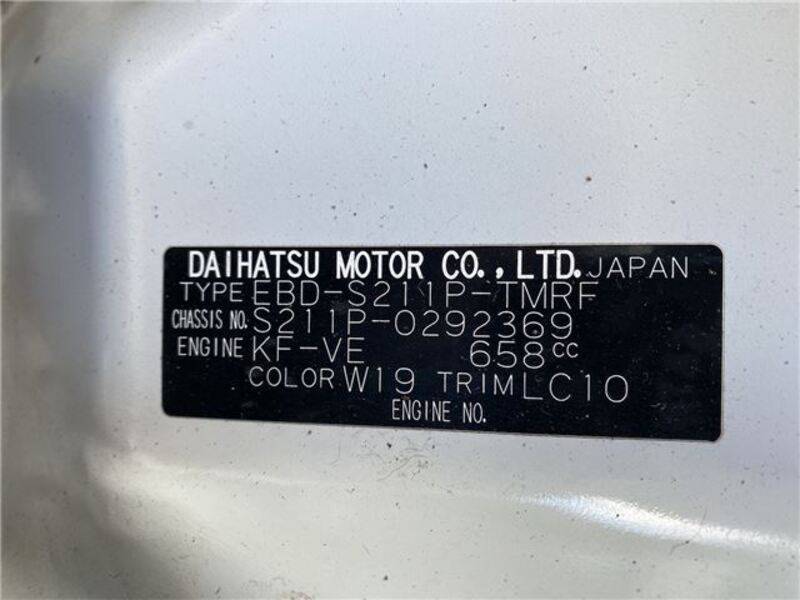 DAIHATSU MOTOR CO., LTD. JAPAN
TYPE EBD-S211P-TMRF
CHASSIS NO. S211P-0292369
ENGINE KF-VE 658cc
COLOR W19 TRIM LC10
ENGINE NO.